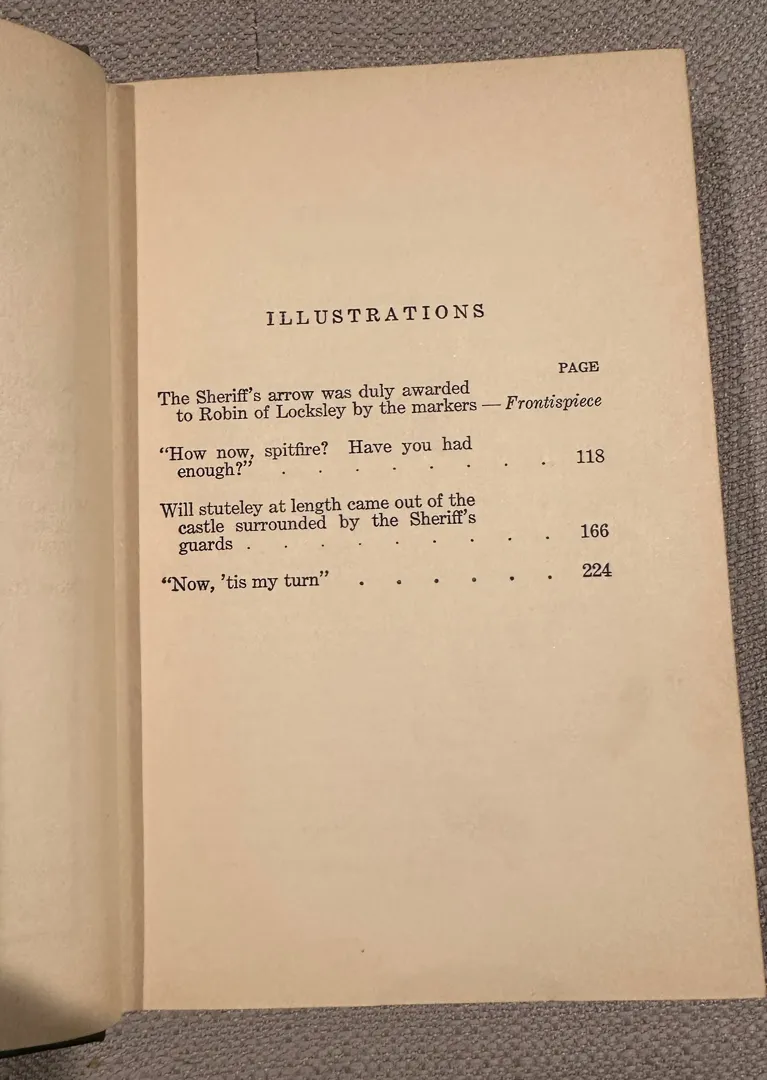 ILLUSTRATIONS
PAGE
The Sheriff's arrow was duly awarded
to Robin of Locksley by the markers — Frontispiece
“How now, spitfire? Have you had
enough?” . . . . . . . . 118
Will stuteley at length came out of the
castle surrounded by the Sheriff's
guards . . . . . . . . . 166
“Now, ’tis my turn” . . . . . . 224